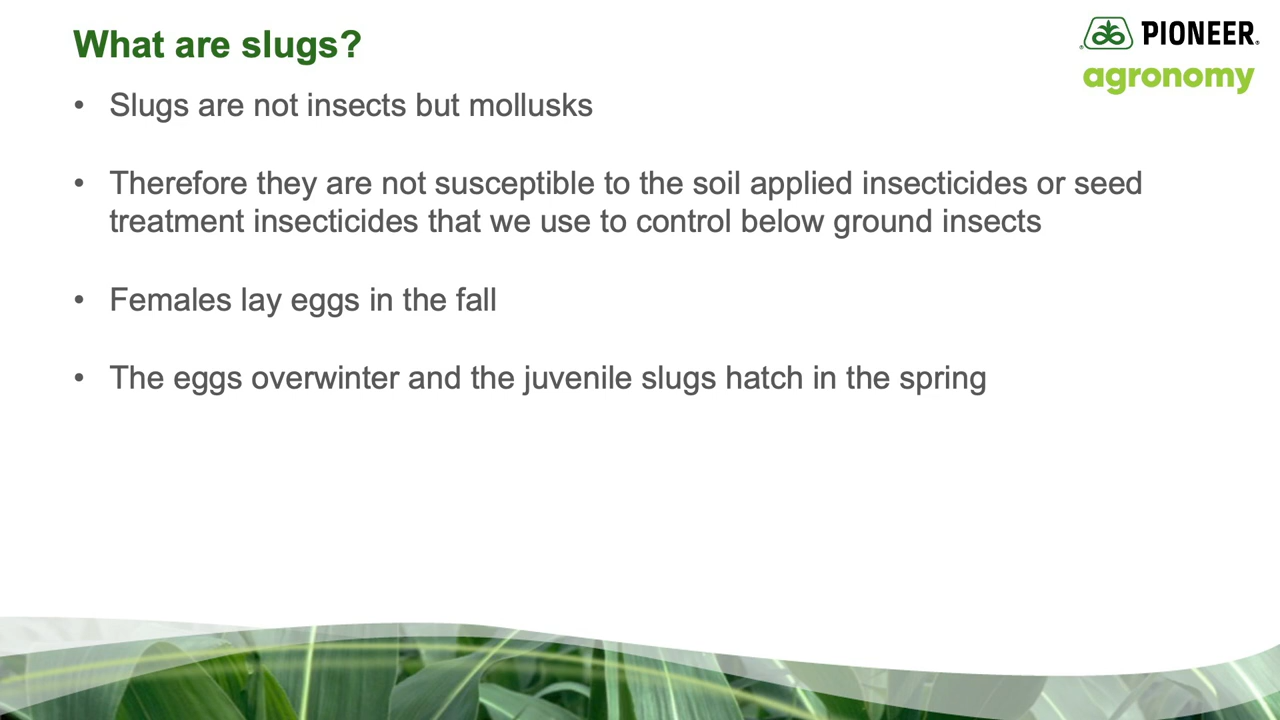 What are slugs?
PIONEER.
agronomy
• Slugs are not insects but mollusks
• Therefore they are not susceptible to the soil applied insecticides or seed
treatment insecticides that we use to control below ground insects
• Females lay eggs in the fall
• The eggs overwinter and the juvenile slugs hatch in the spring